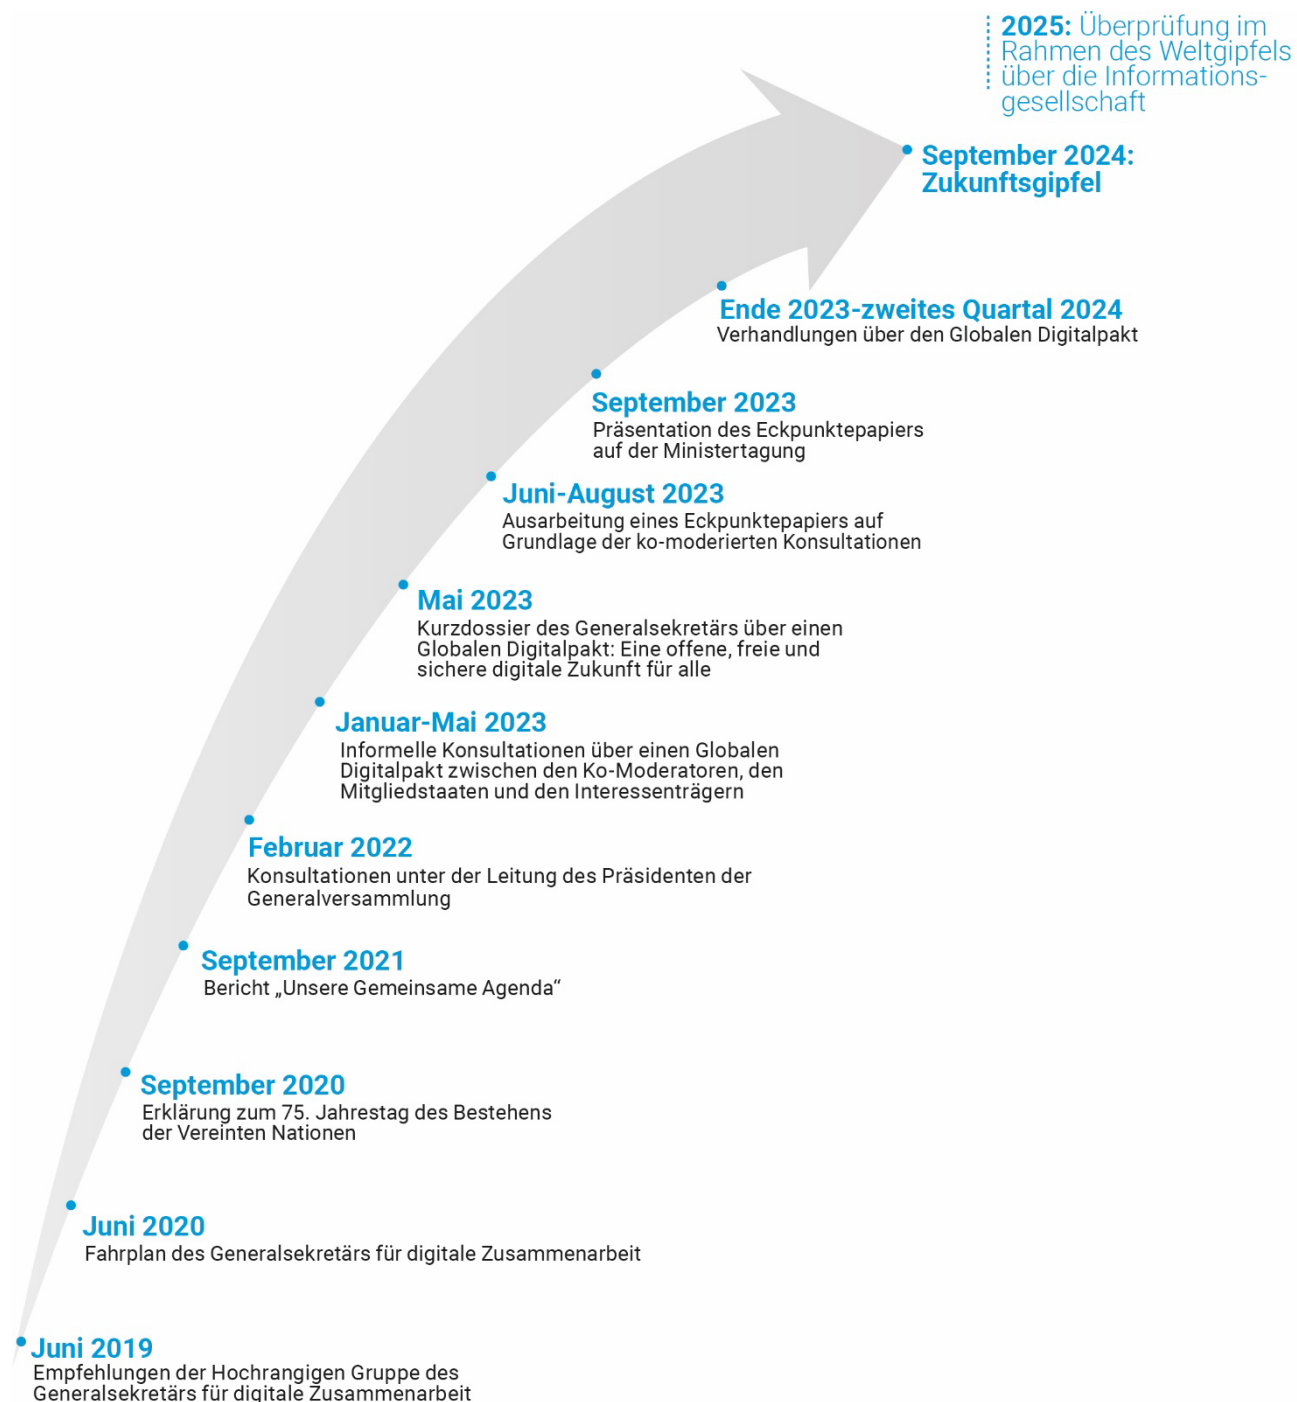 2025: Überprüfung im
Rahmen des Weltgipfels
über die Informations-
gesellschaft
September 2024:
Zukunftsgipfel
Ende 2023-zweites Quartal 2024
Verhandlungen über den Globalen Digitalpakt
September 2023
Präsentation des Eckpunktepapiers
auf der Ministertagung
Juni-August 2023
Ausarbeitung eines Eckpunktepapiers auf
Grundlage der ko-moderierten Konsultationen
Mai 2023
Kurzdossier des Generalsekretärs über einen
Globalen Digitalpakt: Eine offene, freie und
sichere digitale Zukunft für alle
Januar-Mai 2023
Informelle Konsultationen über einen Globalen
Digitalpakt zwischen den Ko-Moderatoren, den
Mitgliedstaaten und den Interessenträgern
Februar 2022
Konsultationen unter der Leitung des Präsidenten der
Generalversammlung
September 2021
Bericht „Unsere Gemeinsame Agenda“
September 2020
Erklärung zum 75. Jahrestag des Bestehens
der Vereinten Nationen
Juni 2020
Fahrplan des Generalsekretärs für digitale Zusammenarbeit
Juni 2019
Empfehlungen der Hochrangigen Gruppe des
Generalsekretärs für digitale Zusammenarbeit